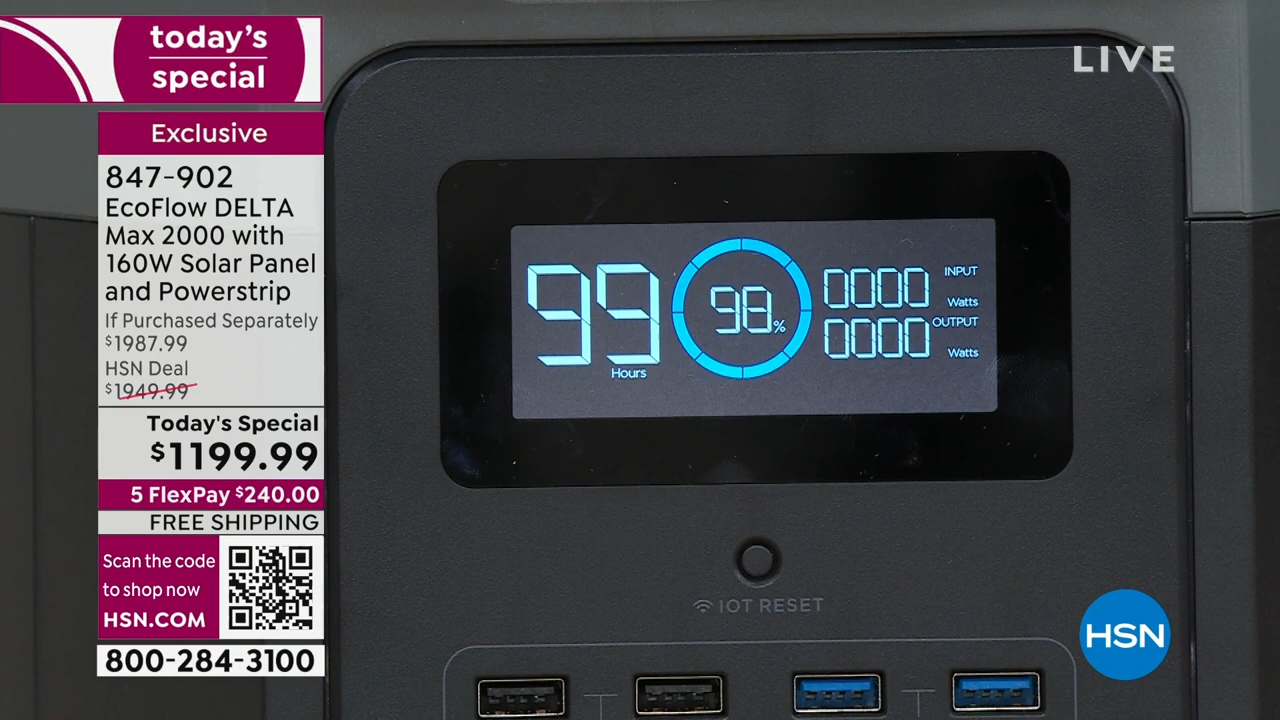 today's
special
Exclusive
847-902
EcoFlow DELTA
Max 2000 with
160W Solar Panel
and Powerstrip
If Purchased Separately
$1987.99
HSN Deal
$1949.99
Today's Special
$1199.99
5 FlexPay $240.00
FREE SHIPPING
Scan the code
to shop now
HSN.COM
800-284-3100
LIVE
99
Hours
98%
0000 INPUT
Watts
0000 OUTPUT
Watts
IOT RESET
HSN